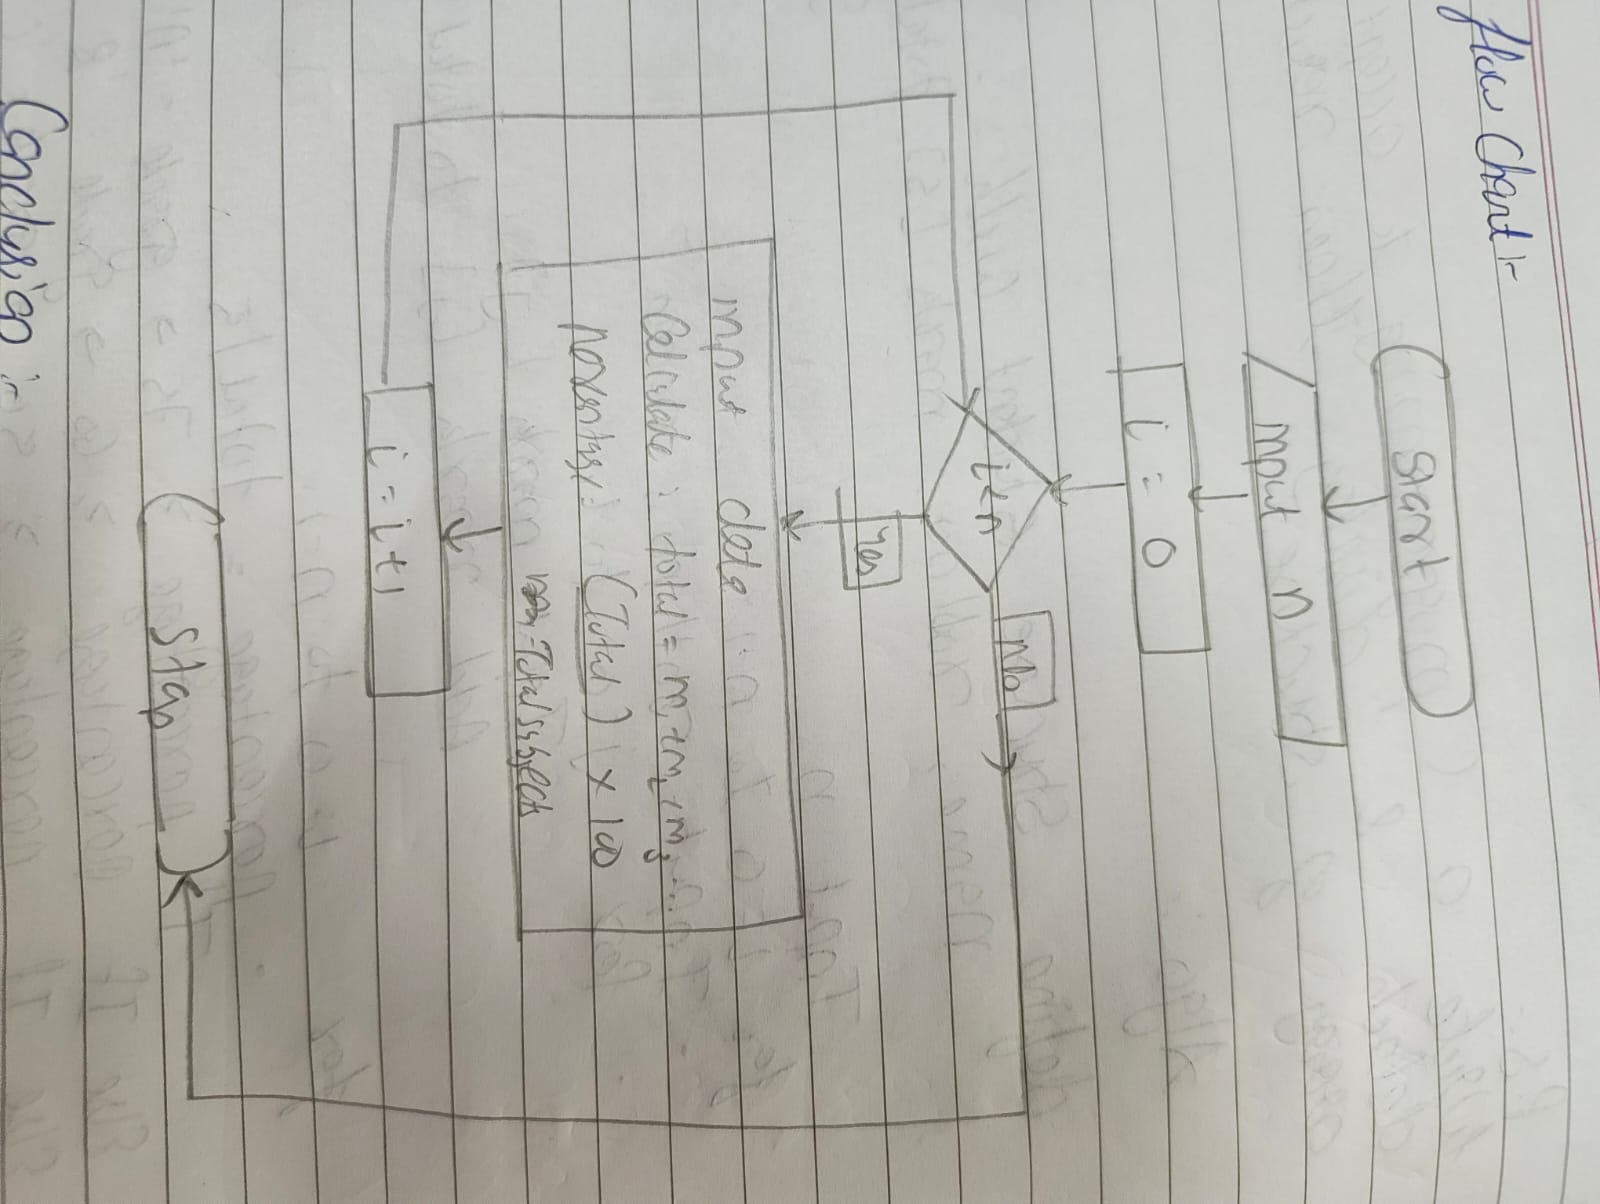 flow Chart :-
Start
input n
i = 0
i < n
No
Yes
input data
Calculate : total = m1 + m2 + m3 ...
percentage = (Total) × 100
m = Total subjects
i = i + 1
Stop
Conclusion :-